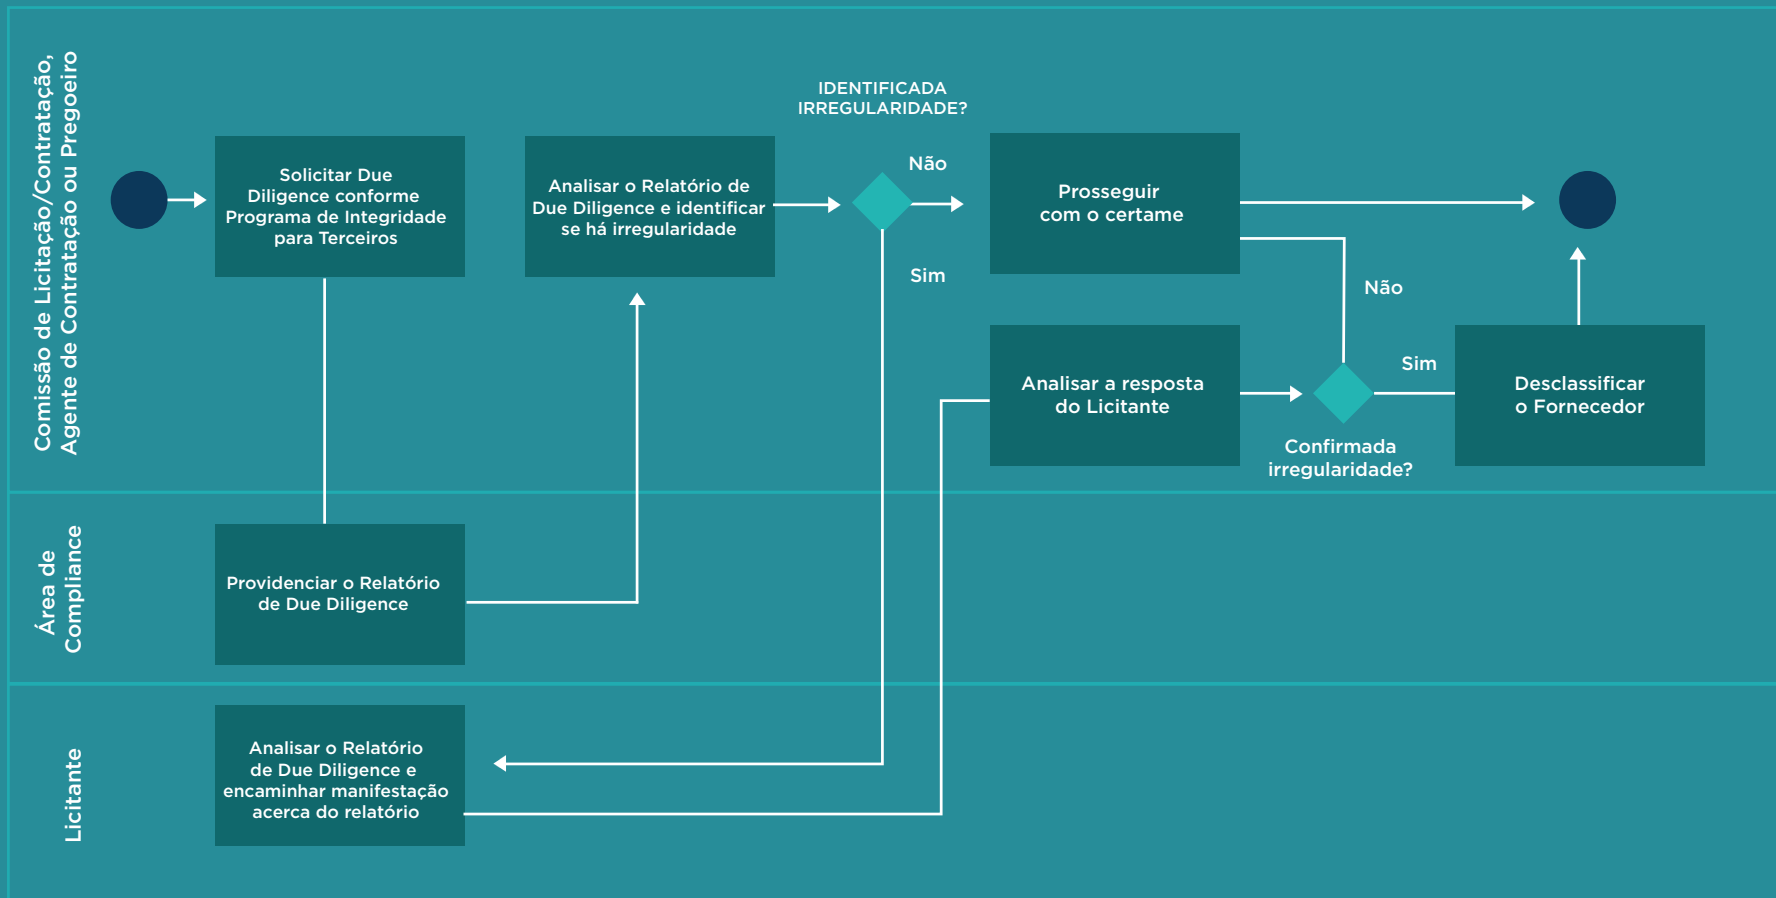 Comissão de Licitação/Contratação,
Agente de Contratação ou Pregoeiro
Solicitar Due
Diligence conforme
Programa de Integridade
para Terceiros
Analisar o Relatório de
Due Diligence e identificar
se há irregularidade
IDENTIFICADA
IRREGULARIDADE?
Não
Sim
Prosseguir
com o certame
Não
Analisar a resposta
do Licitante
Confirmada
irregularidade?
Sim
Desclassificar
o Fornecedor
Área de
Compliance
Providenciar o Relatório
de Due Diligence
Licitante
Analisar o Relatório
de Due Diligence e
encaminhar manifestação
acerca do relatório